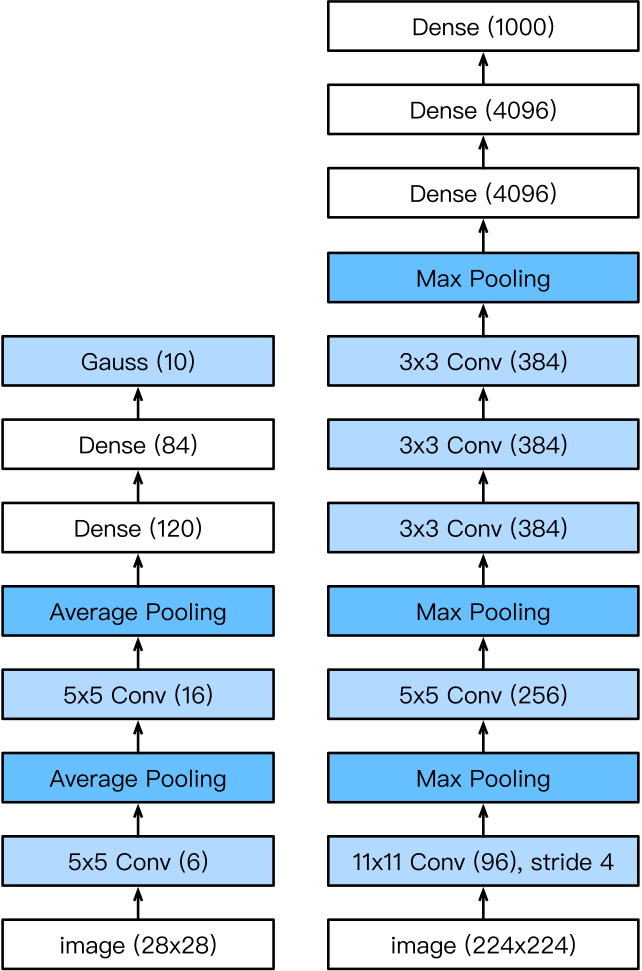 Gauss (10)
Dense (84)
Dense (120)
Average Pooling
5x5 Conv (16)
Average Pooling
5x5 Conv (6)
image (28x28)
Dense (1000)
Dense (4096)
Dense (4096)
Max Pooling
3x3 Conv (384)
3x3 Conv (384)
3x3 Conv (384)
Max Pooling
5x5 Conv (256)
Max Pooling
11x11 Conv (96), stride 4
image (224x224)